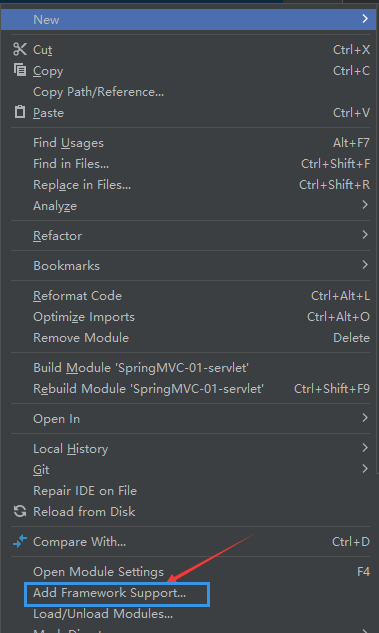 New
Cut Ctrl+X
Copy Ctrl+C
Copy Path/Reference...
Paste Ctrl+V
Find Usages Alt+F7
Find in Files... Ctrl+Shift+F
Replace in Files... Ctrl+Shift+R
Analyze
Refactor
Bookmarks
Reformat Code Ctrl+Alt+L
Optimize Imports Ctrl+Alt+O
Remove Module Delete
Build Module 'SpringMVC-01-servlet'
Rebuild Module 'SpringMVC-01-servlet' Ctrl+Shift+F9
Open In
Local History
Git
Repair IDE on File
Reload from Disk
Compare With... Ctrl+D
Open Module Settings F4
Add Framework Support...
Load/Unload Modules...